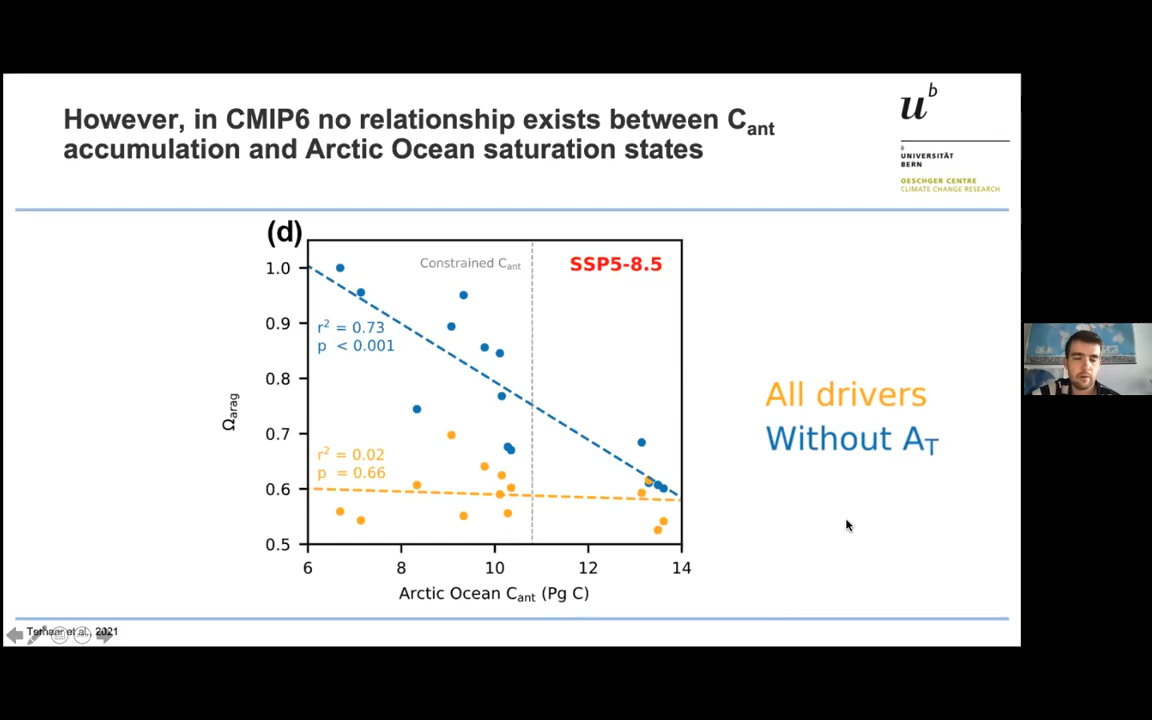 However, in CMIP6 no relationship exists between Cant
accumulation and Arctic Ocean saturation states
u b
b
UNIVERSITÄT
BERN
OESCHGER CENTRE
CLIMATE CHANGE RESEARCH
(d)
Constrained Cant
SSP5-8.5
1.0
0.9
0.8
0.7
0.6
0.5
r² = 0.73
p < 0.001
r² = 0.02
p = 0.66
Ωarag
6 8 10 12 14
Arctic Ocean Cant (Pg C)
All drivers
Without AT
Terhaar et al., 2021